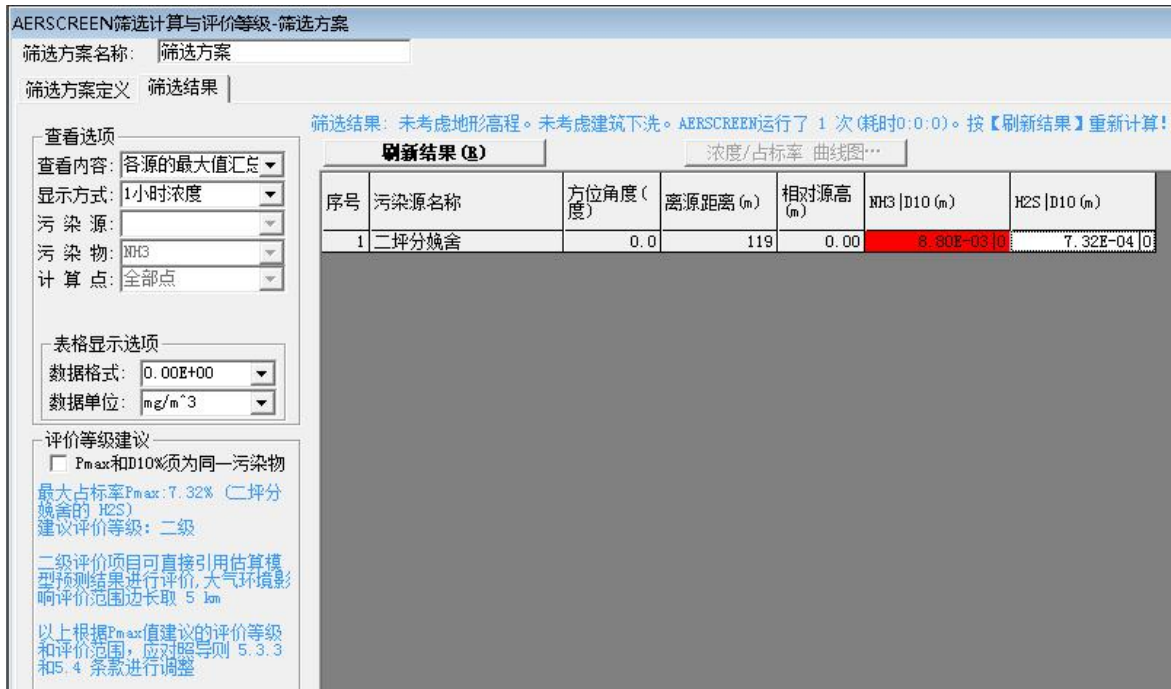 AERSCREEN筛选计算与评价等级-筛选方案
筛选方案名称: 筛选方案
筛选方案定义 筛选结果
筛选结果: 未考虑地形高程。未考虑建筑下洗。AERSCREEN运行了 1 次(耗时0:0:0)。按【刷新结果】重新计算!
查看选项
查看内容: 各源的最大值汇总
显示方式: 1小时浓度
污 染 源:
污 染 物: NH3
计 算 点: 全部点
刷新结果(R)
浓度/占标率 曲线图…
序号 污染源名称 方位角度(度) 离源距离(m) 相对源高(m) NH3|D10(m) H2S|D10(m)
1 二坪分娩舍 0.0 119 0.00 8.80E-03|0 7.32E-04|0
表格显示选项
数据格式: 0.00E+00
数据单位: mg/m^3
评价等级建议
Pmax和D10%须为同一污染物
最大占标率Pmax:7.32% (二坪分
娩舍的 H2S)
建议评价等级: 二级
二级评价项目可直接引用估算模
型预测结果进行评价,大气环境影
响评价范围边长取 5 km
以上根据Pmax值建议的评价等级
和评价范围, 应对照导则 5.3.3
和5.4 条款进行调整